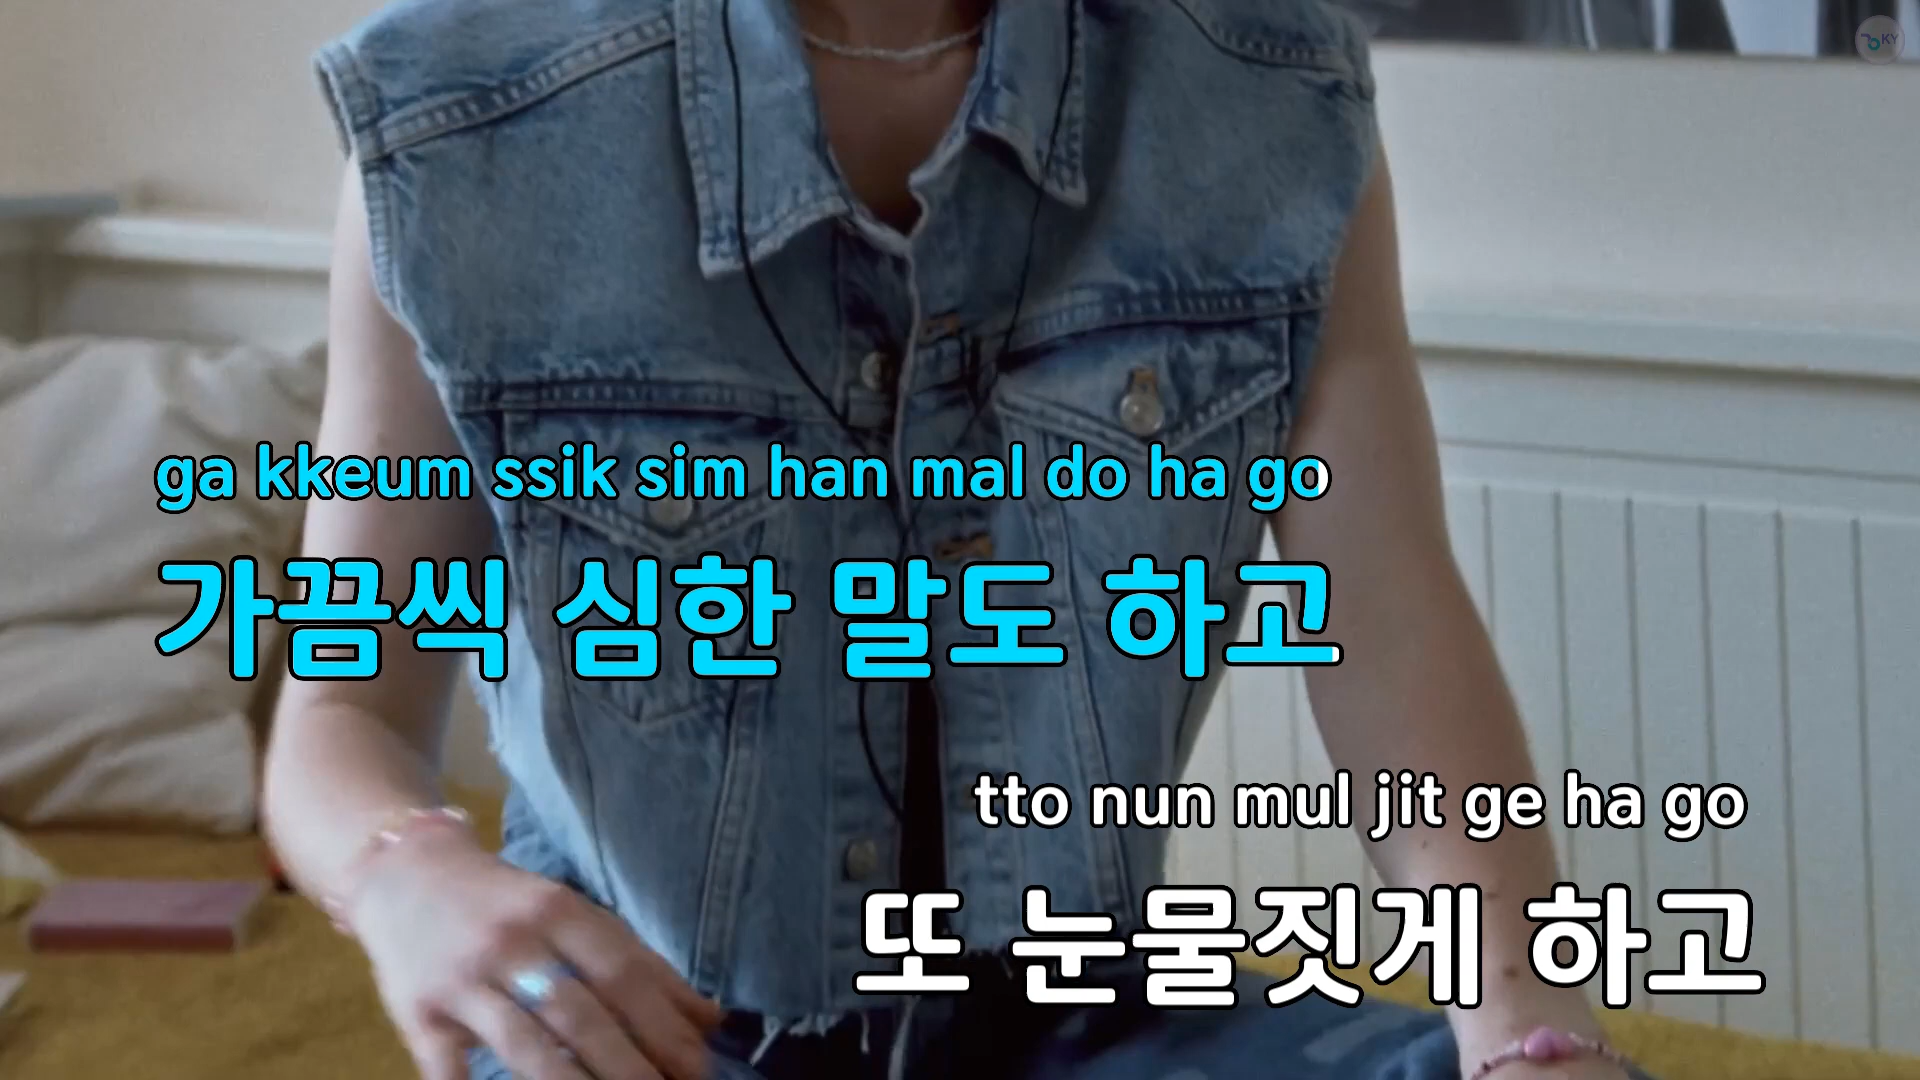 KY
ga kkeum ssik sim han mal do ha go
가끔씩 심한 말도 하고
tto nun mul jit ge ha go
또 눈물짓게 하고